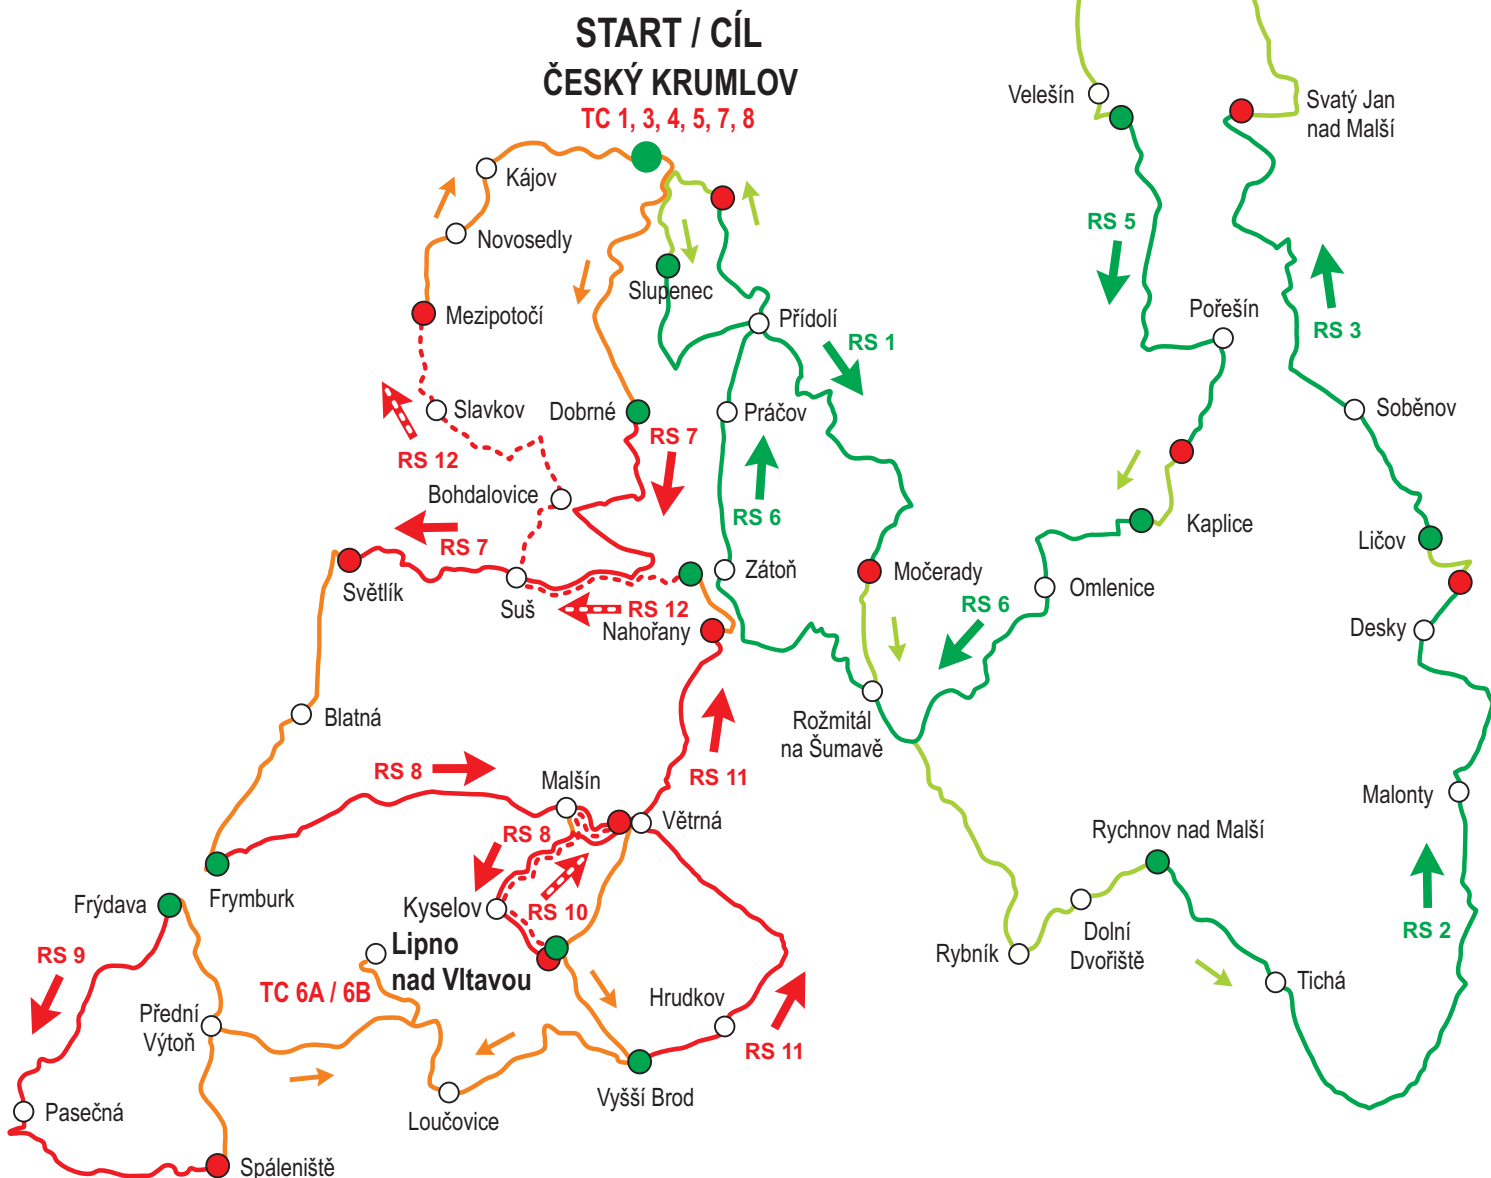 START / CÍL
ČESKÝ KRUMLOV
TC 1, 3, 4, 5, 7, 8
Velešín
Svatý Jan
nad Malší
Kájov
Novosedly
RS 5
Slupenec
Mezipotočí
Přídolí
RS 1
Pořešín
RS 3
Slavkov
Dobrné
Práčov
Soběnov
RS 7
RS 12
Bohdalovice
RS 6
Kaplice
RS 7
Ličov
Světlík
Suš
RS 12
Zátoň
Močerady
Omlenice
RS 6
Nahořany
Desky
Blatná
Rožmitál
na Šumavě
RS 8
RS 11
Malšín
Malonty
Větrná
RS 8
Rychnov nad Malší
Frýdava
Frymburk
Kyselov
RS 10
RS 2
Lipno
nad Vltavou
RS 9
Rybník
Dolní
Dvořiště
TC 6A / 6B
Tichá
Hrudkov
Přední
Výtoň
RS 11
Vyšší Brod
Pasečná
Loučovice
Spáleniště